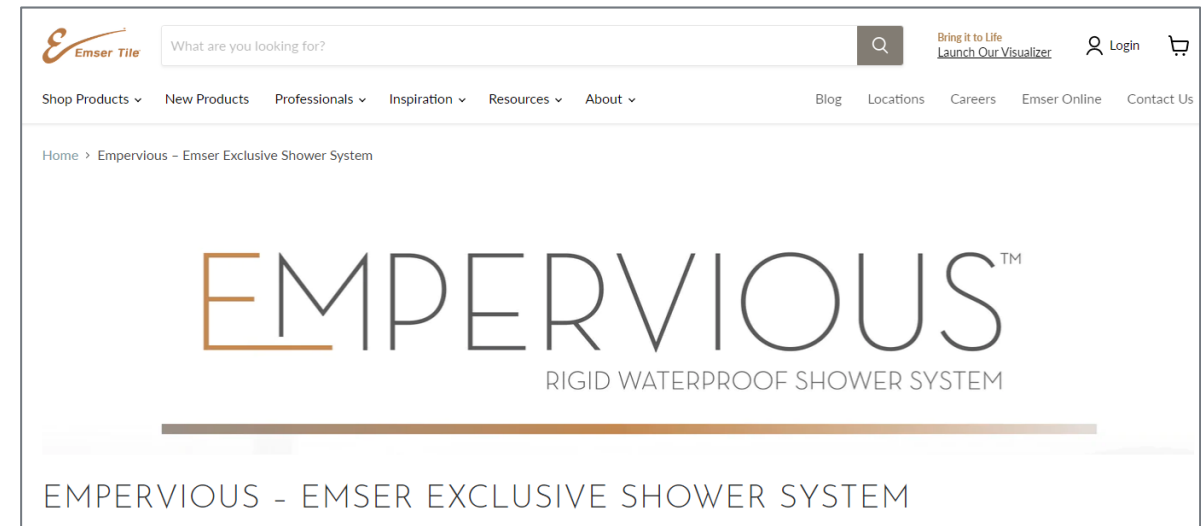 Emser Tile
What are you looking for?
Bring it to Life
Launch Our Visualizer
Login
Shop Products New Products Professionals Inspiration Resources About Blog Locations Careers Emser Online Contact Us
Home > Empervious – Emser Exclusive Shower System
EMPERVIOUS™
RIGID WATERPROOF SHOWER SYSTEM
EMPERVIOUS – EMSER EXCLUSIVE SHOWER SYSTEM